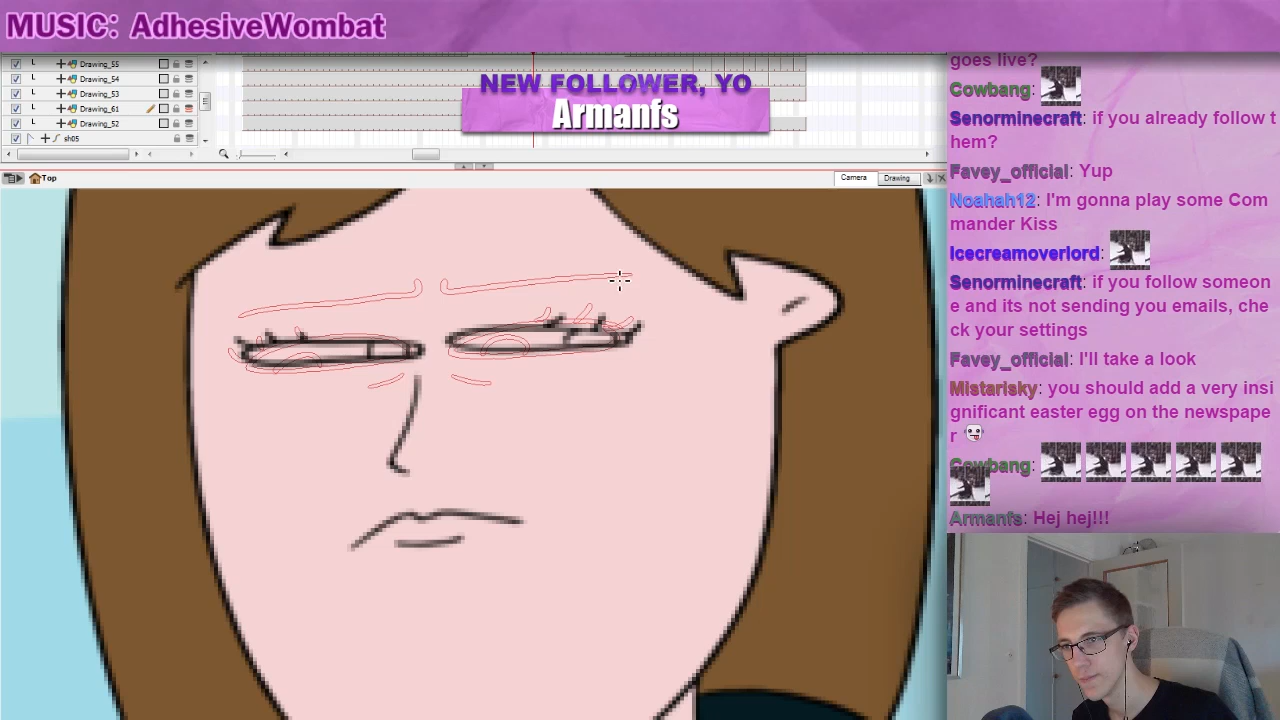 MUSIC: AdhesiveWombat
Drawing_55
Drawing_54
Drawing_53
Drawing_61
Drawing_52
sh05
NEW FOLLOWER, YO
Armanfs
Top
Camera
Drawing
goes live?
Cowbang:
Senorminecraft: if you already follow t
hem?
Favey_official: Yup
Noahah12: I'm gonna play some Com
mander Kiss
Icecreamoverlord:
Senorminecraft: if you follow someon
e and its not sending you emails, che
ck your settings
Favey_official: I'll take a look
Mistarisky: you should add a very insi
gnificant easter egg on the newspape
r
Cowbang:
Armanfs: Hej hej!!!